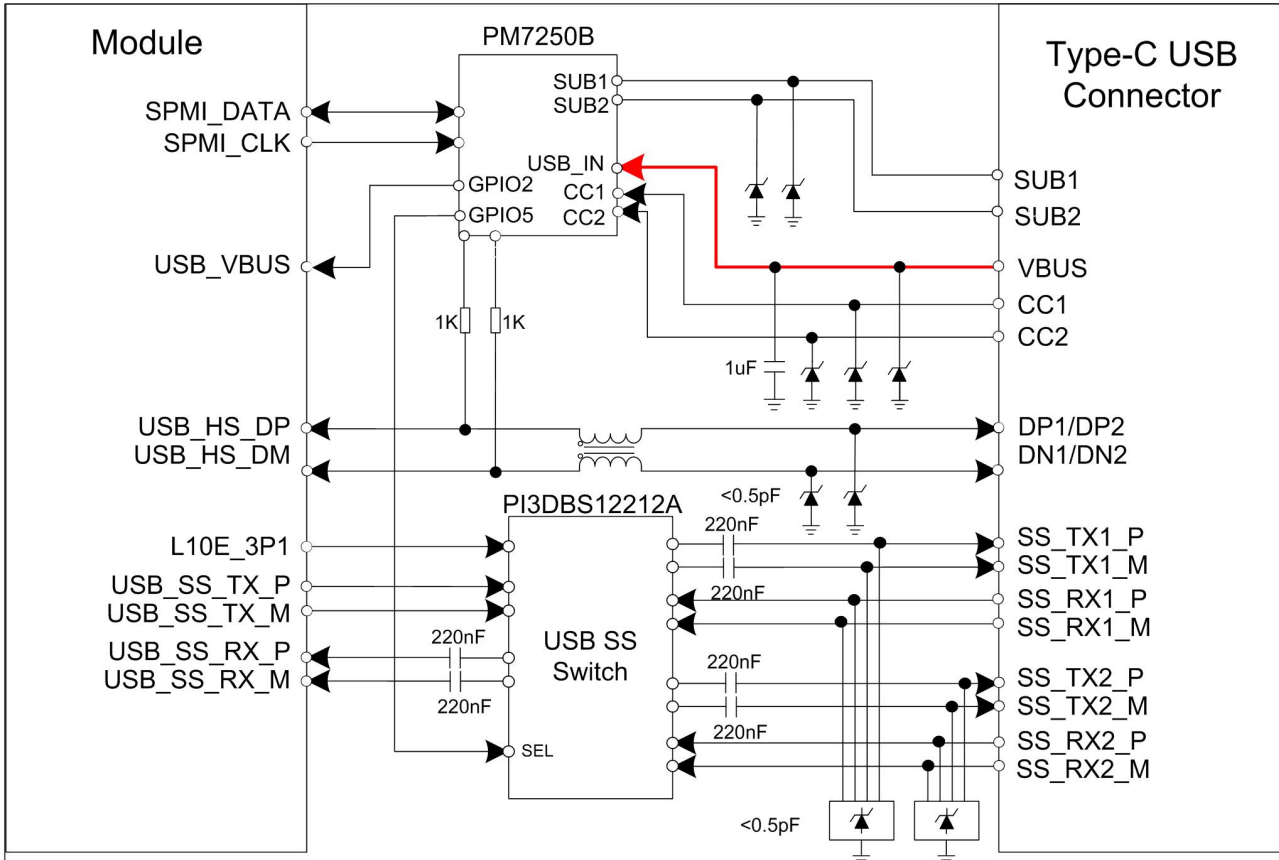 Module
PM7250B
Type-C USB
Connector
SPMI_DATA
SPMI_CLK
USB_VBUS
SUB1
SUB2
USB_IN
GPIO2
CC1
GPIO5
CC2
SUB1
SUB2
VBUS
CC1
CC2
1K
1K
1uF
USB_HS_DP
USB_HS_DM
DP1/DP2
DN1/DN2
<0.5pF
PI3DBS12212A
L10E_3P1
USB_SS_TX_P
USB_SS_TX_M
USB_SS_RX_P
USB_SS_RX_M
220nF
220nF
USB SS
Switch
SEL
220nF
220nF
220nF
220nF
SS_TX1_P
SS_TX1_M
SS_RX1_P
SS_RX1_M
SS_TX2_P
SS_TX2_M
SS_RX2_P
SS_RX2_M
<0.5pF